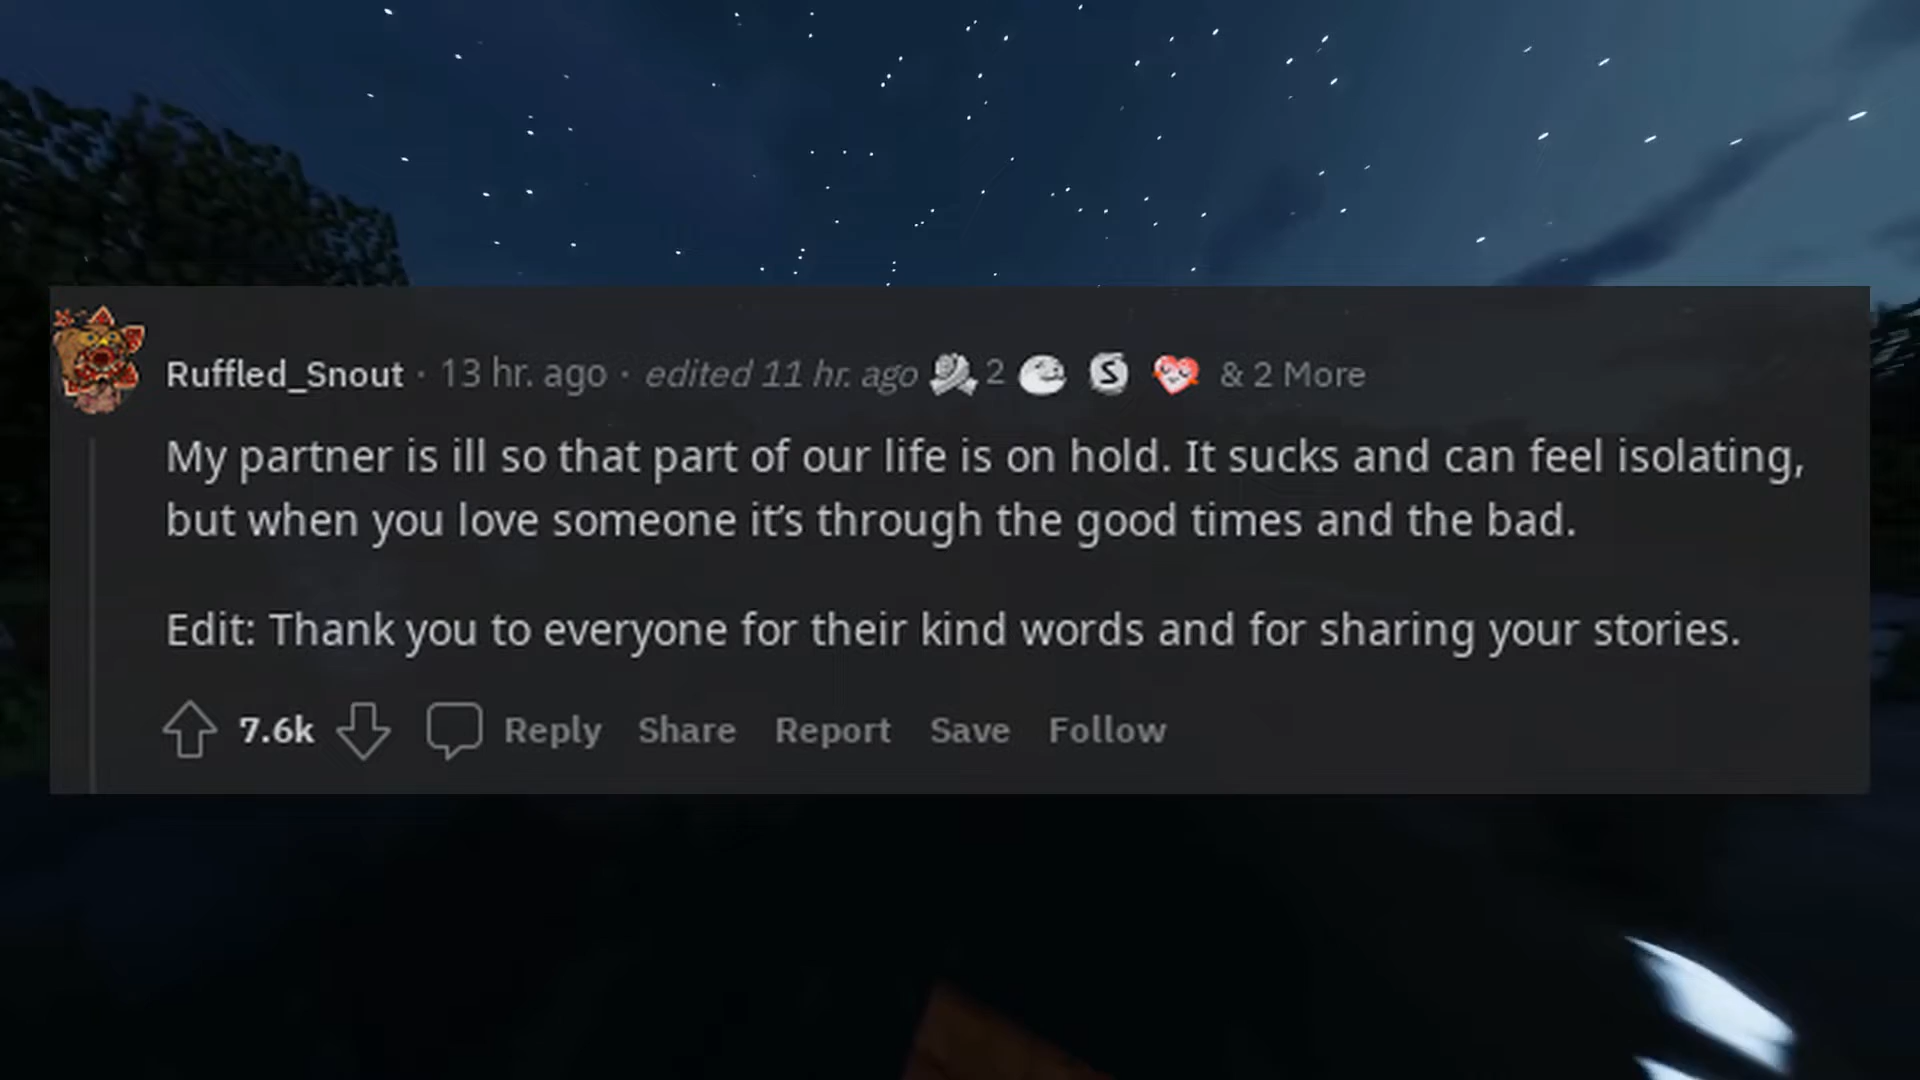 Ruffled_Snout · 13 hr. ago · edited 11 hr. ago 2 S & 2 More
My partner is ill so that part of our life is on hold. It sucks and can feel isolating,
but when you love someone it's through the good times and the bad.
Edit: Thank you to everyone for their kind words and for sharing your stories.
7.6k Reply Share Report Save Follow